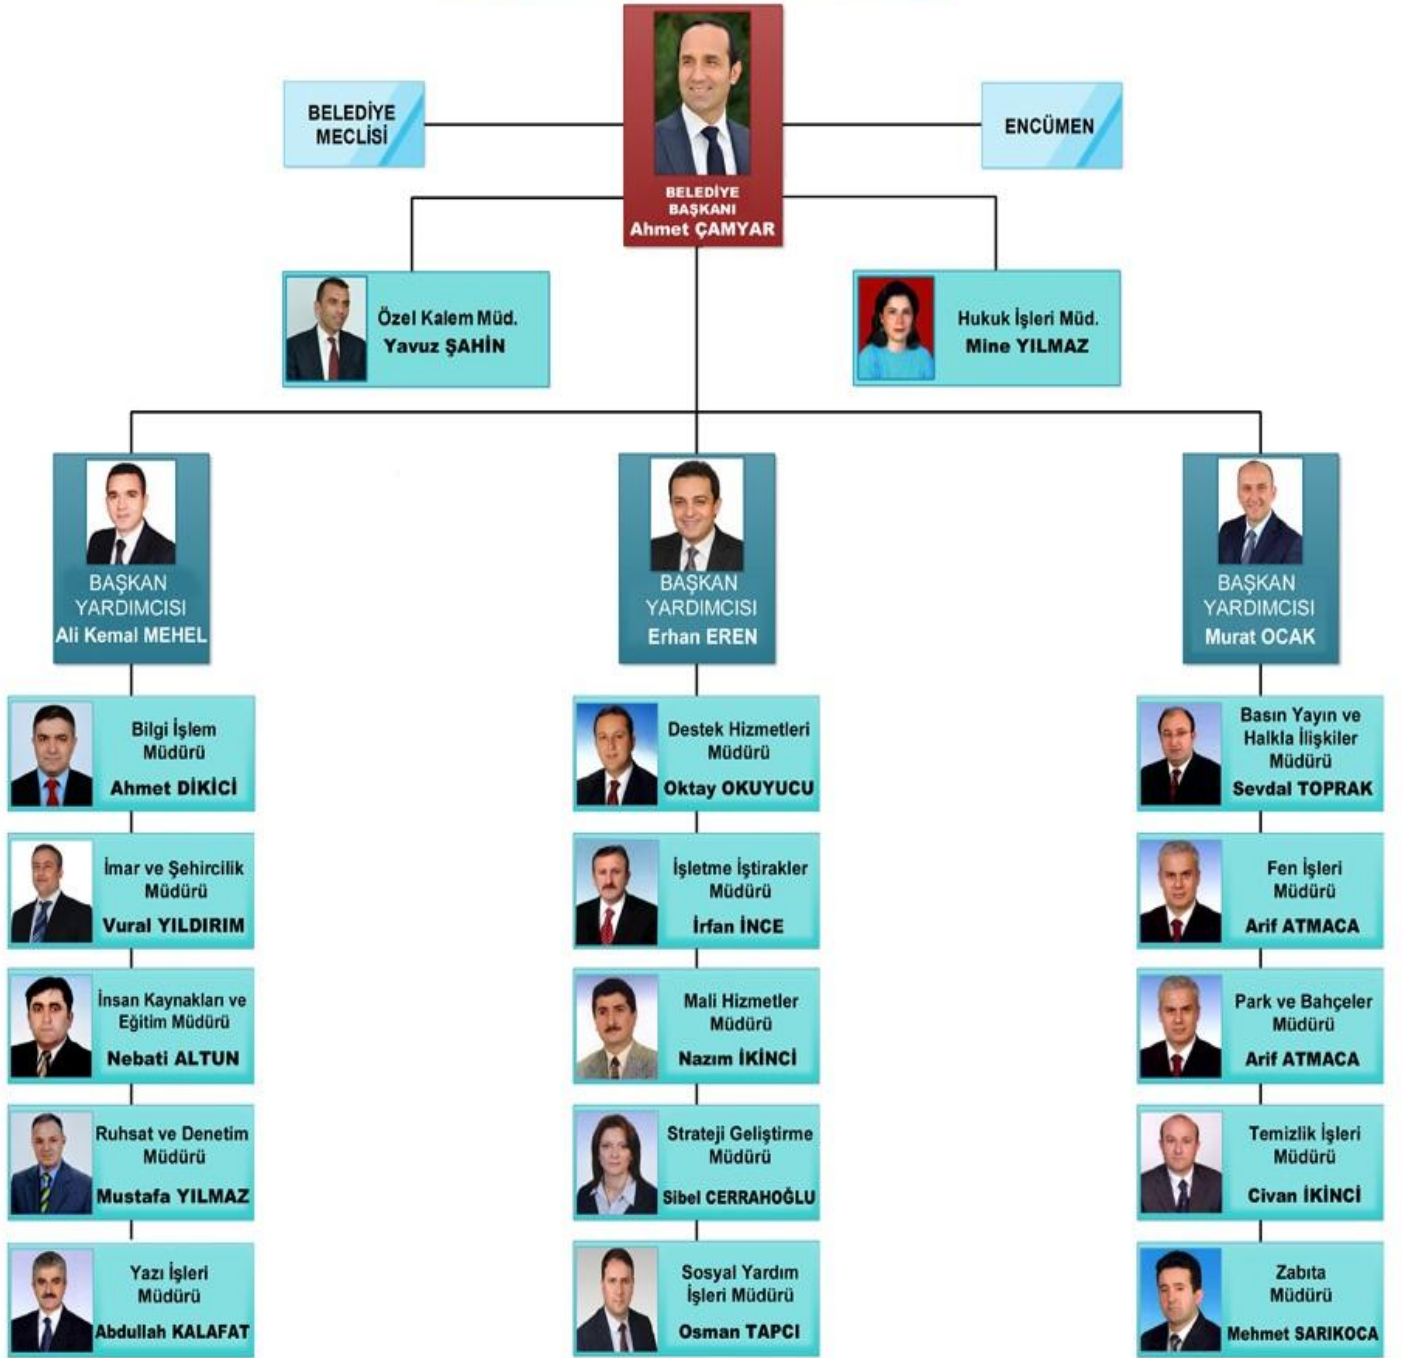 BELEDİYE
MECLİSİ
ENCÜMEN
BELEDİYE
BAŞKANI
Ahmet ÇAMYAR
Özel Kalem Müd.
Yavuz ŞAHİN
Hukuk İşleri Müd.
Mine YILMAZ
BAŞKAN
YARDIMCISI
Ali Kemal MEHEL
BAŞKAN
YARDIMCISI
Erhan EREN
BAŞKAN
YARDIMCISI
Murat OCAK
Bilgi İşlem
Müdürü
Ahmet DİKİCİ
İmar ve Şehircilik
Müdürü
Vural YILDIRIM
İnsan Kaynakları ve
Eğitim Müdürü
Nebati ALTUN
Ruhsat ve Denetim
Müdürü
Mustafa YILMAZ
Yazı İşleri
Müdürü
Abdullah KALAFAT
Destek Hizmetleri
Müdürü
Oktay OKUYUCU
İşletme İştirakler
Müdürü
İrfan İNCE
Mali Hizmetler
Müdürü
Nazım İKİNCİ
Strateji Geliştirme
Müdürü
Sibel CERRAHOĞLU
Sosyal Yardım
İşleri Müdürü
Osman TAPCI
Basın Yayın ve
Halkla İlişkiler
Müdürü
Sevdal TOPRAK
Fen İşleri
Müdürü
Arif ATMACA
Park ve Bahçeler
Müdürü
Arif ATMACA
Temizlik İşleri
Müdürü
Civan İKİNCİ
Zabıta
Müdürü
Mehmet SARIKOCA